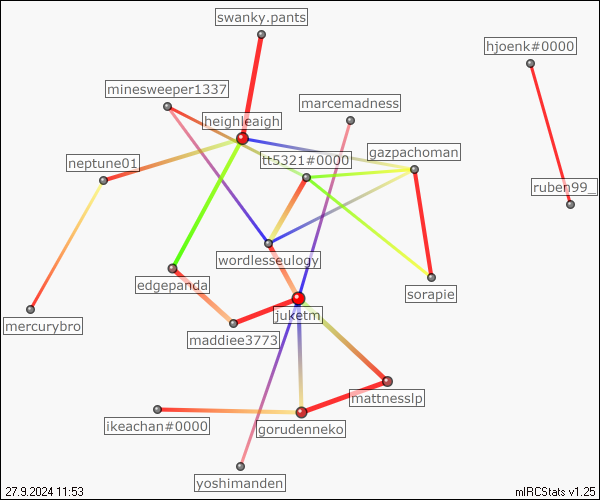 swanky.pants
hjoenk#0000
minesweeper1337
marcemadness
heighleaigh
tt5321#0000
gazpachoman
neptune01
ruben99_
wordlesseulogy
edgepanda
sorapie
juketm
mercurybro
maddiee3773
mattnesslp
ikeachan#0000
gorudenneko
yoshimanden
27.9.2024 11:53
mIRCStats v1.25